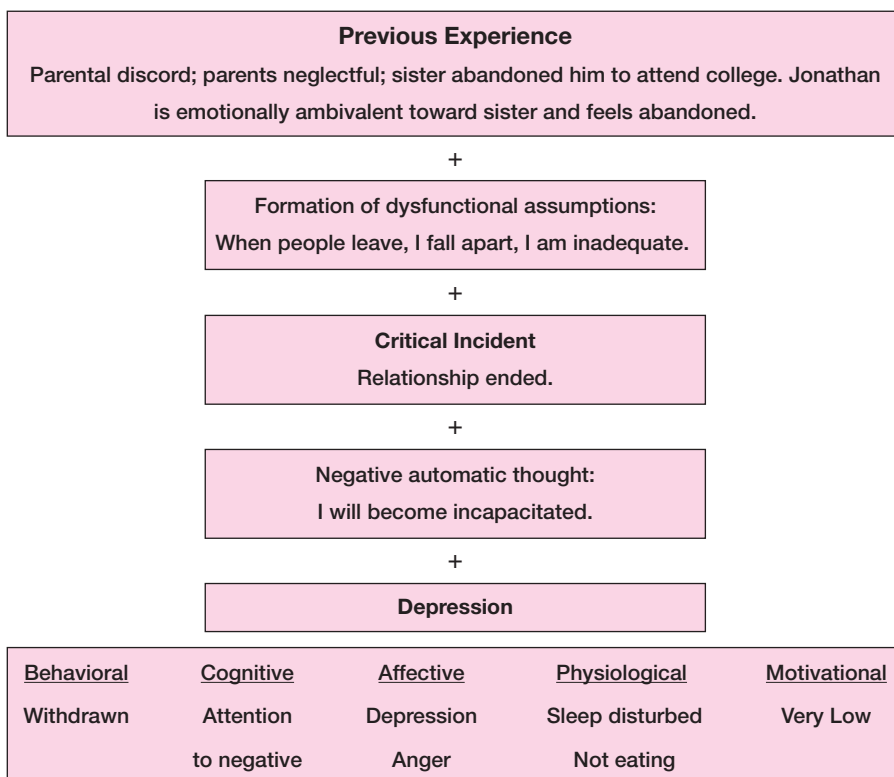 Previous Experience
Parental discord; parents neglectful; sister abandoned him to attend college. Jonathan
is emotionally ambivalent toward sister and feels abandoned.
+
Formation of dysfunctional assumptions:
When people leave, I fall apart, I am inadequate.
+
Critical Incident
Relationship ended.
+
Negative automatic thought:
I will become incapacitated.
+
Depression
Behavioral Cognitive Affective Physiological Motivational
Withdrawn Attention Depression Sleep disturbed Very Low
to negative Anger Not eating